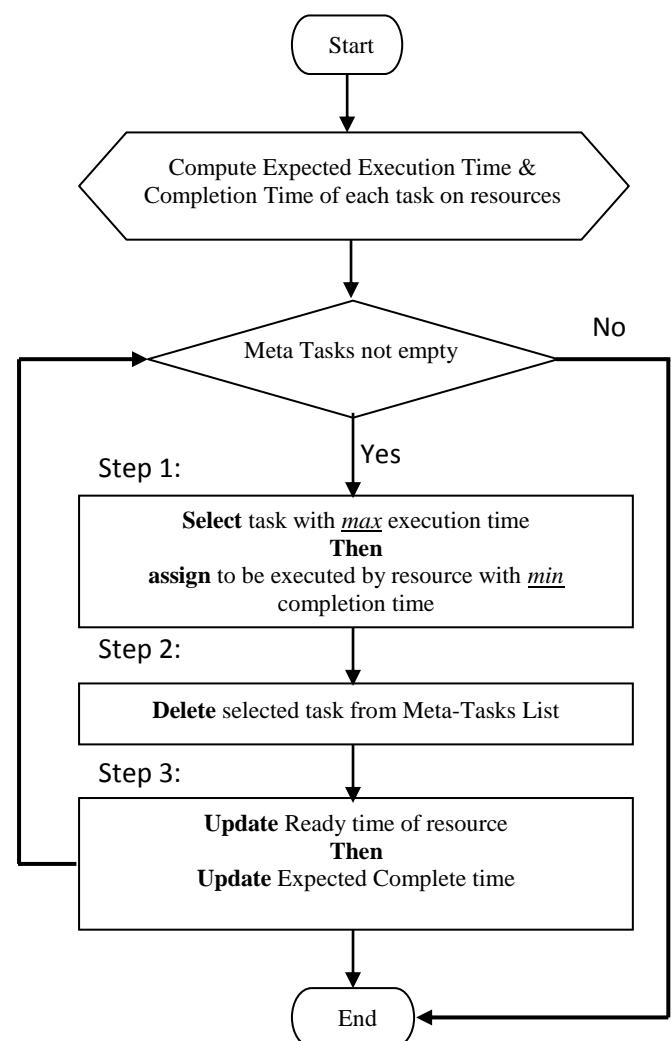 Start
Compute Expected Execution Time &
Completion Time of each task on resources
Meta Tasks not empty
No
Yes
Step 1:
Select task with max execution time
Then
assign to be executed by resource with min
completion time
Step 2:
Delete selected task from Meta-Tasks List
Step 3:
Update Ready time of resource
Then
Update Expected Complete time
End